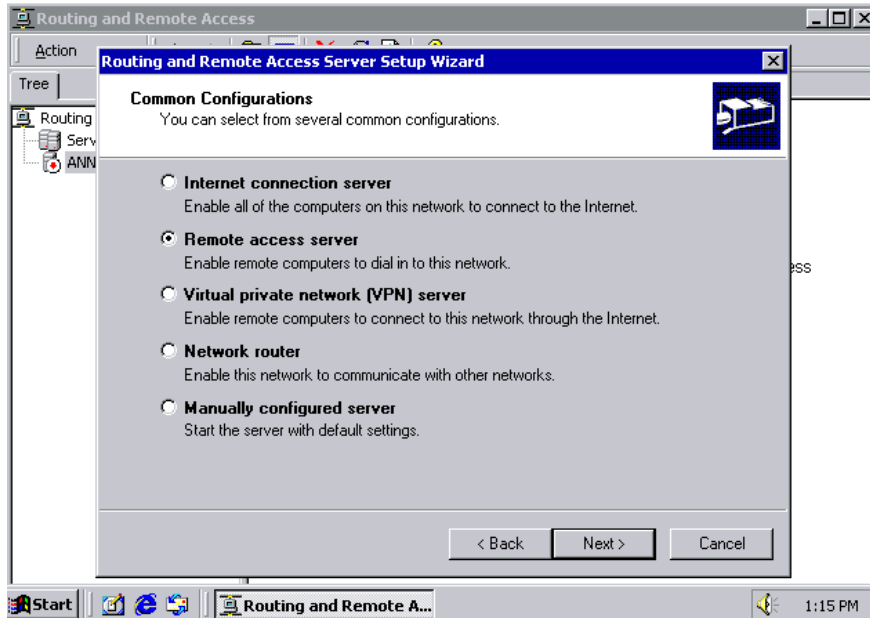 Routing and Remote Access
Action
Routing and Remote Access Server Setup Wizard
Tree
Common Configurations
You can select from several common configurations.
Routing
Serv
ANN
Internet connection server
Enable all of the computers on this network to connect to the Internet.
Remote access server
Enable remote computers to dial in to this network.
ess
Virtual private network (VPN) server
Enable remote computers to connect to this network through the Internet.
Network router
Enable this network to communicate with other networks.
Manually configured server
Start the server with default settings.
< Back Next > Cancel
Start Routing and Remote A... 1:15 PM